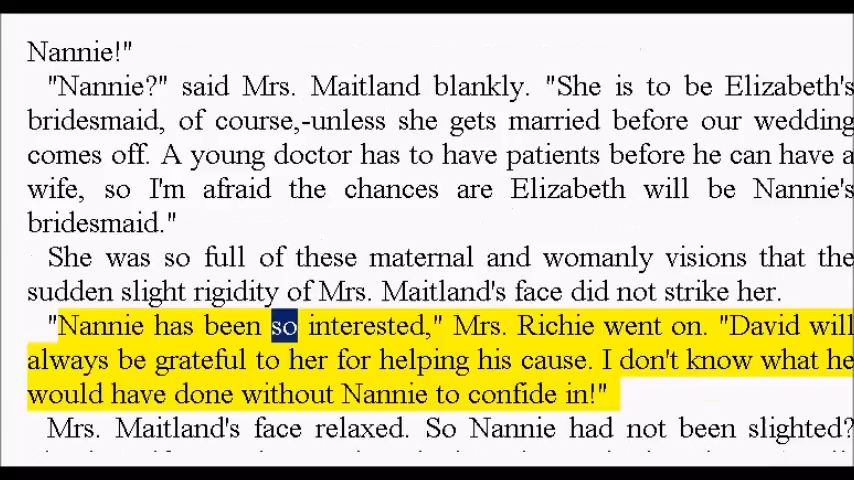 Nannie!"
"Nannie?" said Mrs. Maitland blankly. "She is to be Elizabeth's
bridesmaid, of course,-unless she gets married before our wedding
comes off. A young doctor has to have patients before he can have a
wife, so I'm afraid the chances are Elizabeth will be Nannie's
bridesmaid."
She was so full of these maternal and womanly visions that the
sudden slight rigidity of Mrs. Maitland's face did not strike her.
"Nannie has been so interested," Mrs. Richie went on. "David will
always be grateful to her for helping his cause. I don't know what he
would have done without Nannie to confide in!"
Mrs. Maitland's face relaxed. So Nannie had not been slighted?